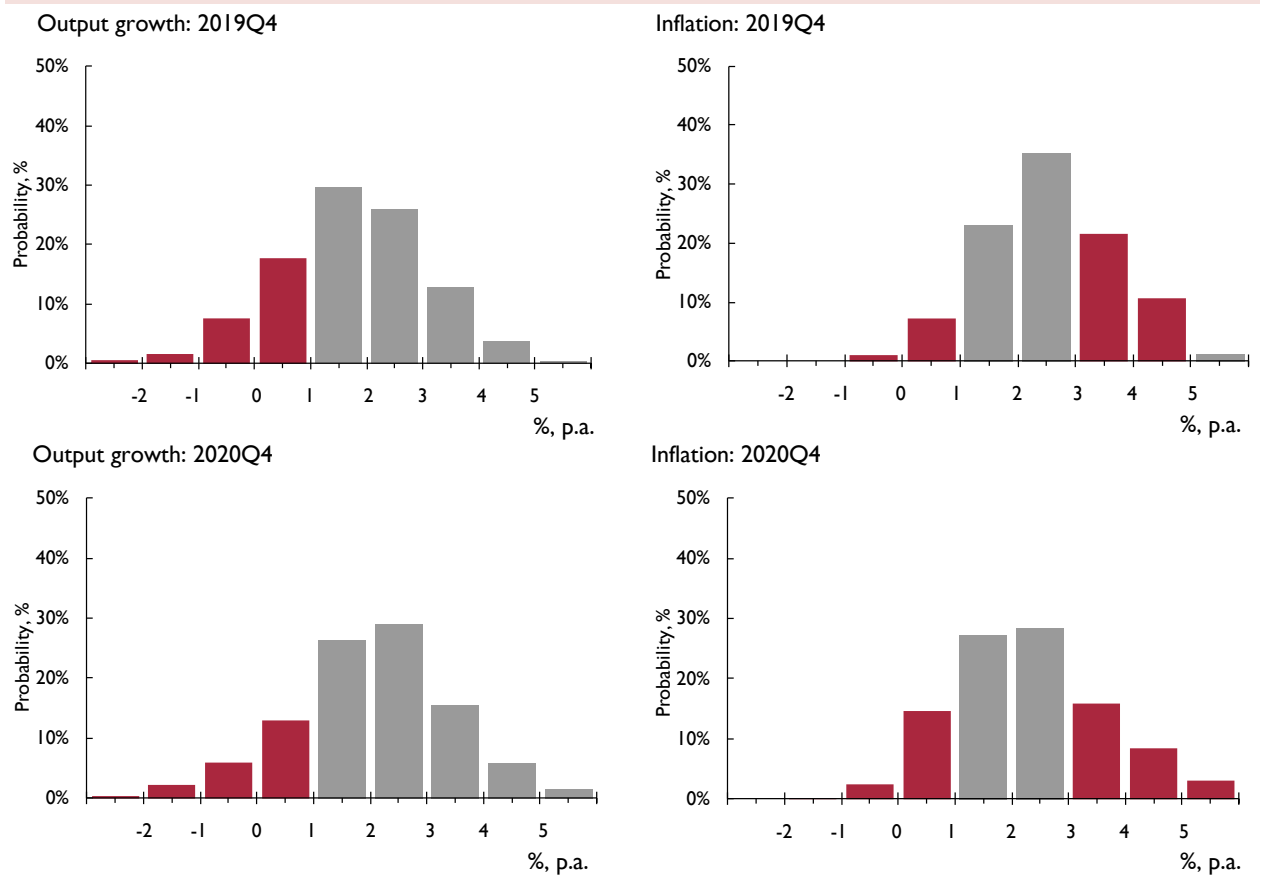 Output growth: 2019Q4
Inflation: 2019Q4
50%
40%
30%
20%
10%
0%
Probability, %
-2 -1 0 1 2 3 4 5
%, p.a.
50%
40%
30%
20%
10%
0%
Probability, %
-2 -1 0 1 2 3 4 5
%, p.a.
Output growth: 2020Q4
Inflation: 2020Q4
50%
40%
30%
20%
10%
0%
Probability, %
-2 -1 0 1 2 3 4 5
%, p.a.
50%
40%
30%
20%
10%
0%
Probability, %
-2 -1 0 1 2 3 4 5
%, p.a.